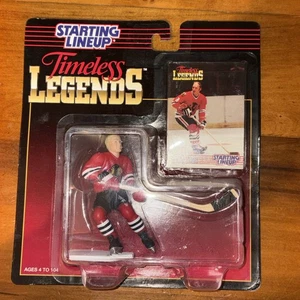 STARTING
LINEUP
Timeless
LEGENDS
Timeless
LEGENDS
STARTING
LINEUP
AGES 4 TO 104